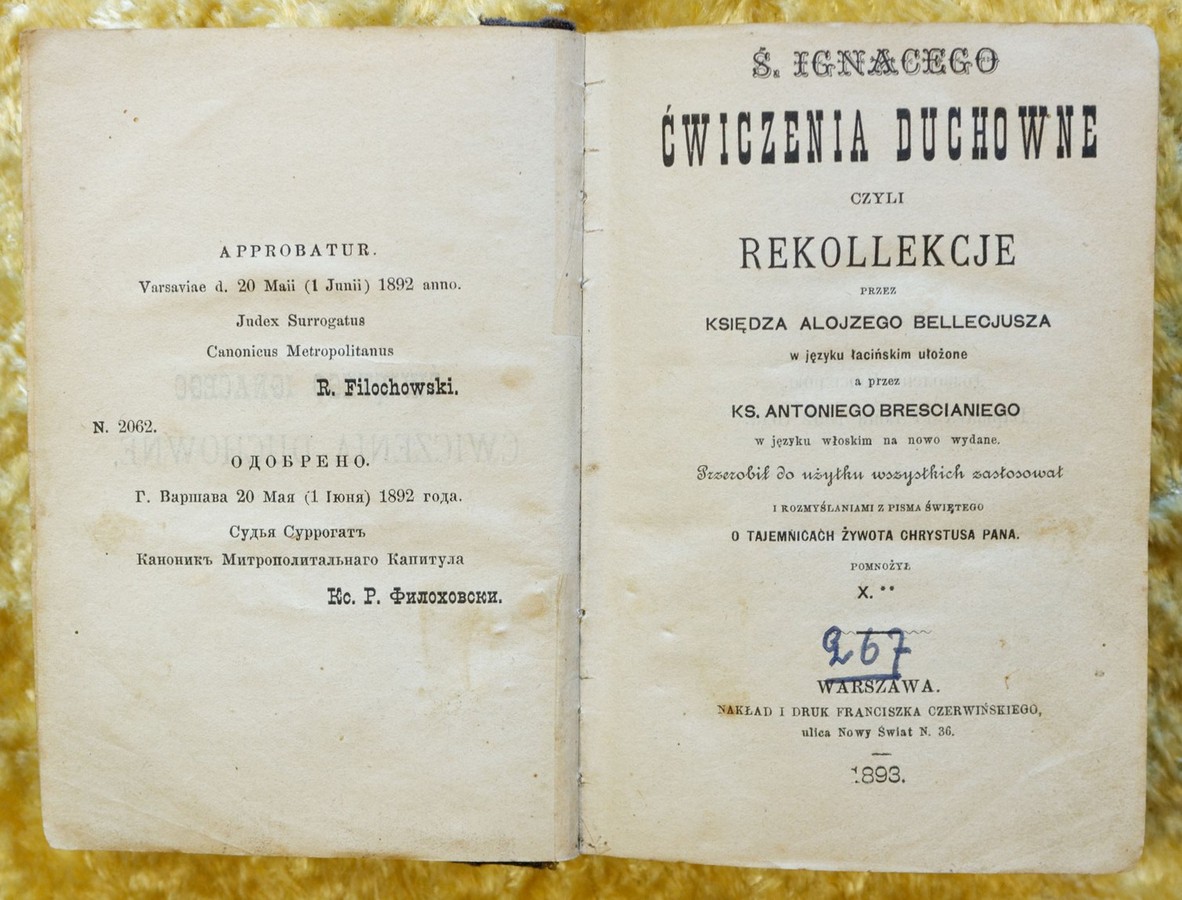 APPROBATUR.
Varsaviae d. 20 Maii (1 Junii) 1892 anno.
Judex Surrogatus
Canonicus Metropolitanus
R. Filochowski.
N. 2062.
ОДОБРЕНО.
Г. Варшава 20 Мая (1 Іюня) 1892 года.
Судья Суррогатъ
Каноникъ Митрополитальнаго Капитула
Кс. Р. Филоховски.
Ś. IGNACEGO
ĆWICZENIA DUCHOWNE
CZYLI
REKOLLEKCJE
PRZEZ
KSIĘDZA ALOJZEGO BELLECJUSZA
w języku łacińskim ułożone
a przez
KS. ANTONIEGO BRESCIANIEGO
w języku włoskim na nowo wydane.
Przerobił do użytku wszystkich zastosował
I ROZMYŚLANIAMI Z PISMA ŚWIĘTEGO
O TAJEMNICACH ŻYWOTA CHRYSTUSA PANA.
POMNOŻYŁ
X. **
267
WARSZAWA.
NAKŁAD I DRUK FRANCISZKA CZERWIŃSKIEGO,
ulica Nowy Świat N. 36.
1893.